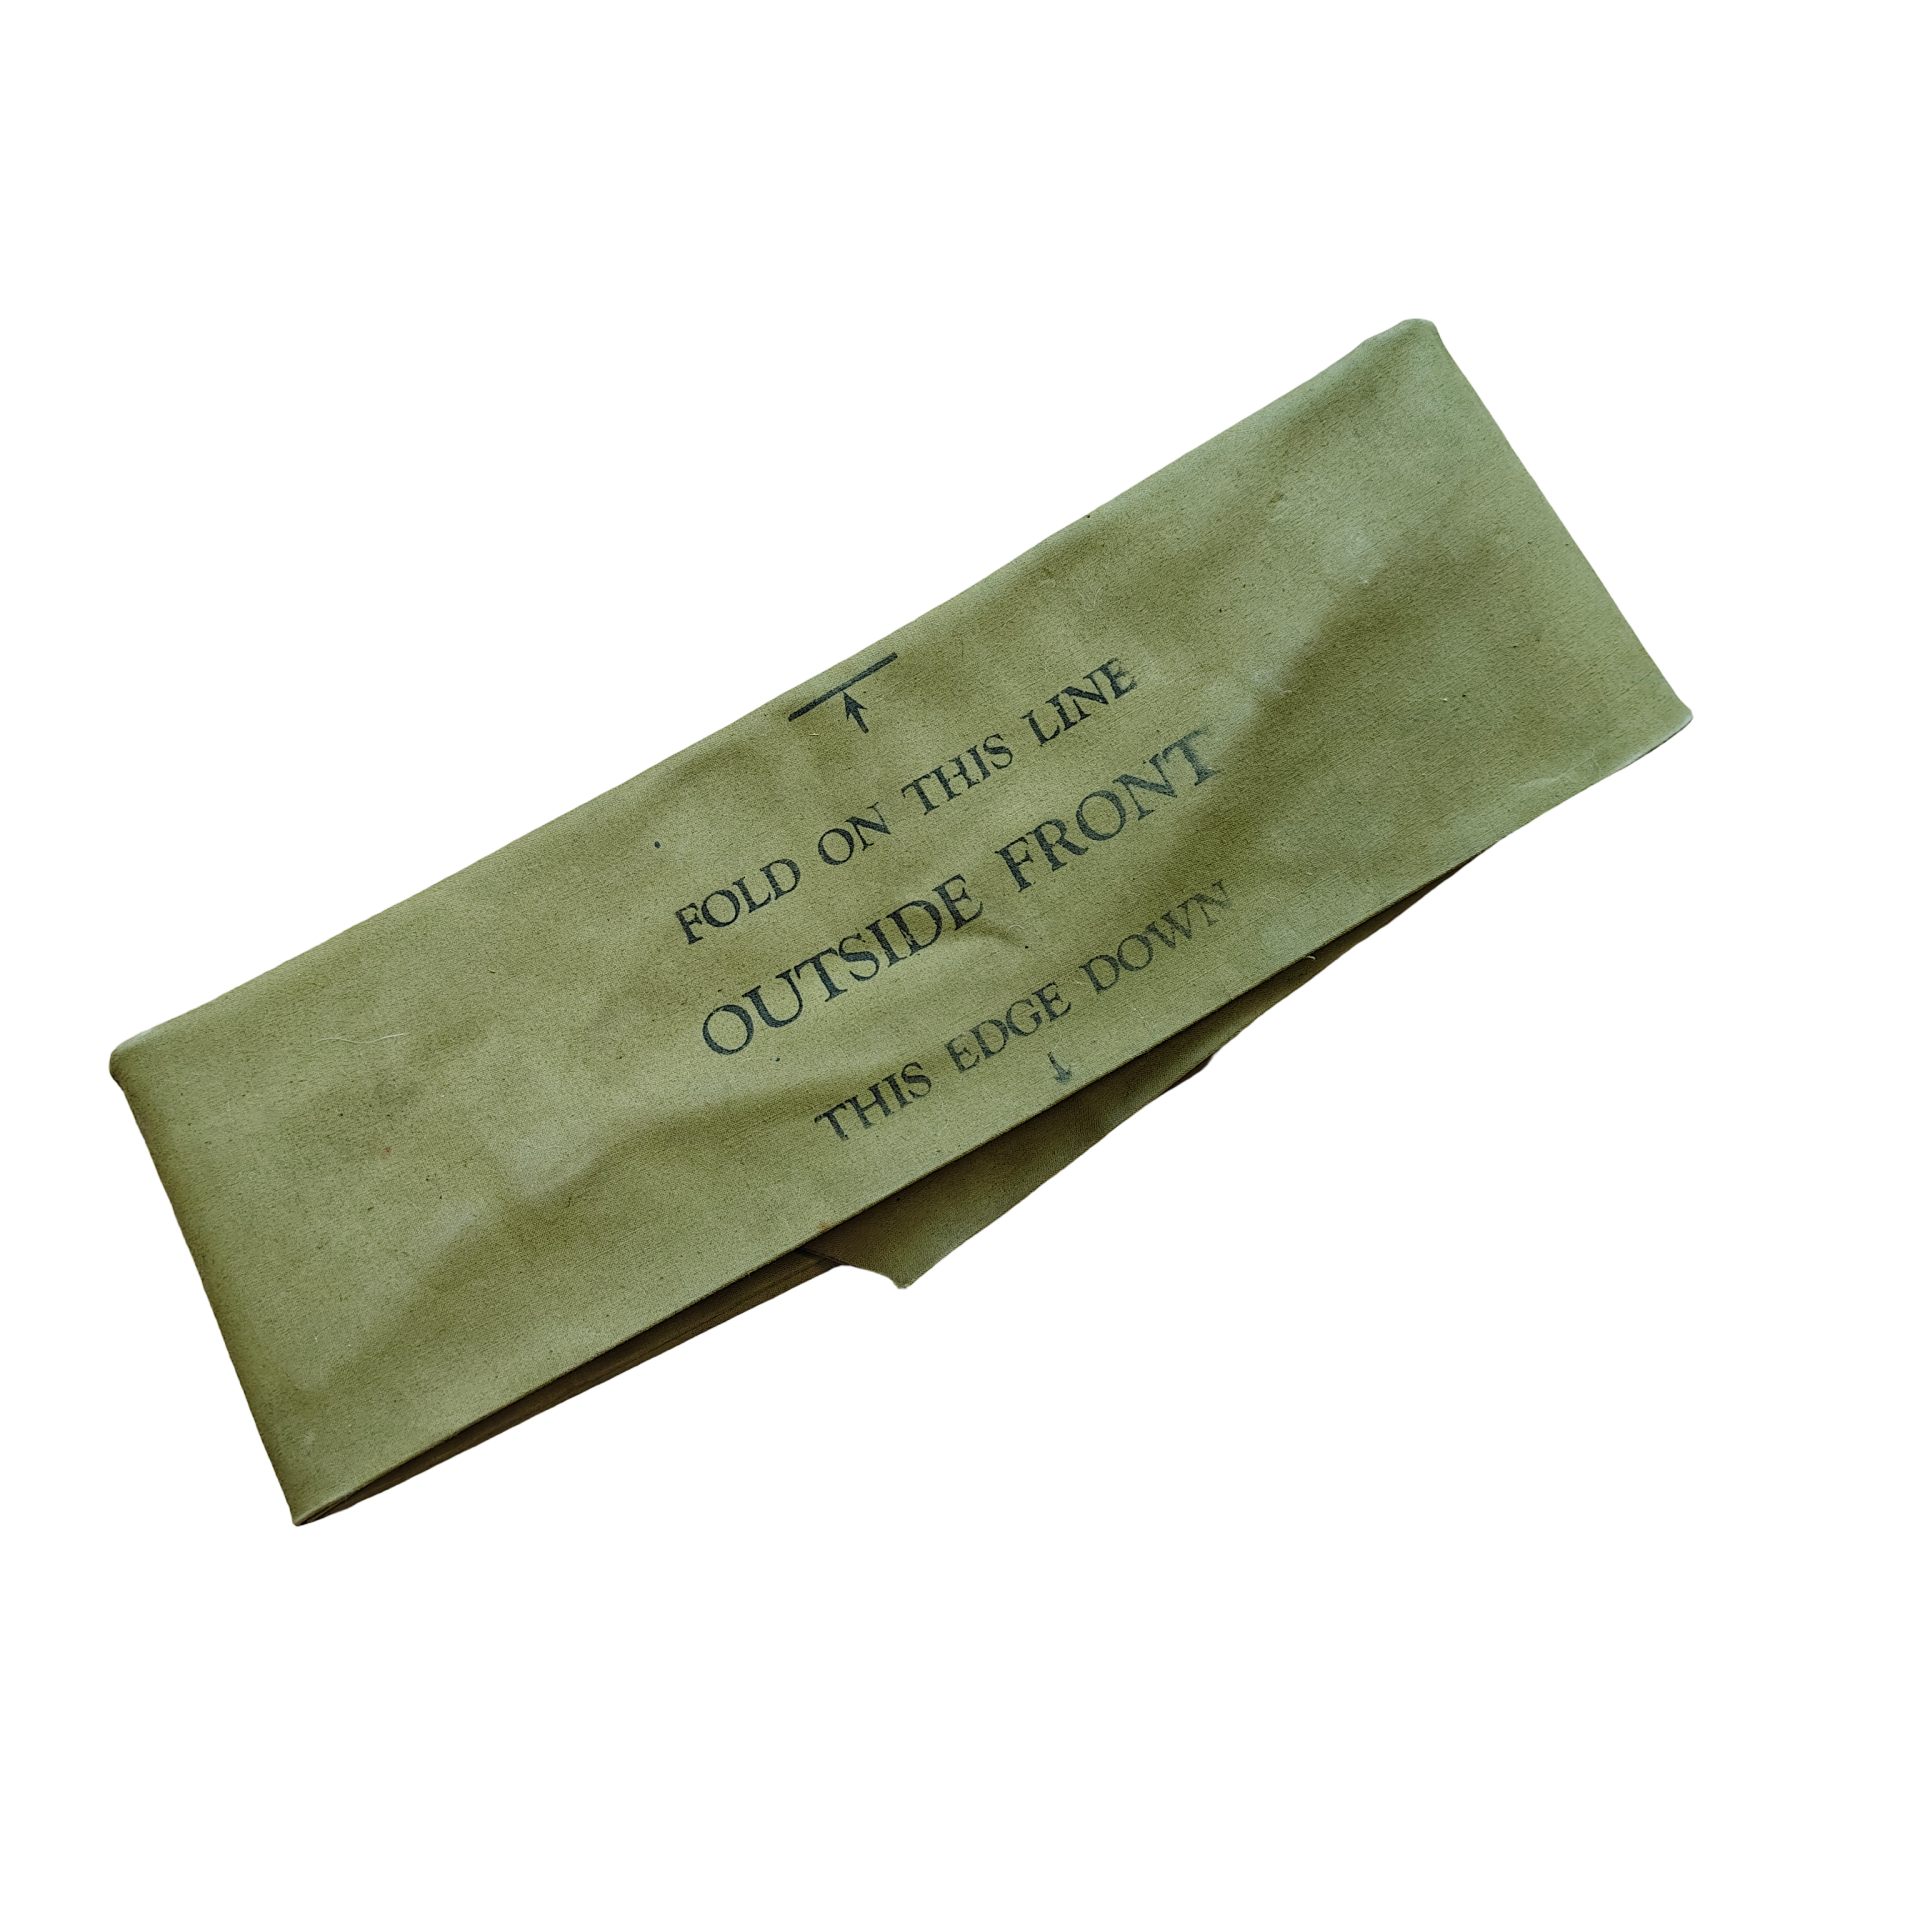 FOLD ON THIS LINE
OUTSIDE FRONT
THIS EDGE DOWN